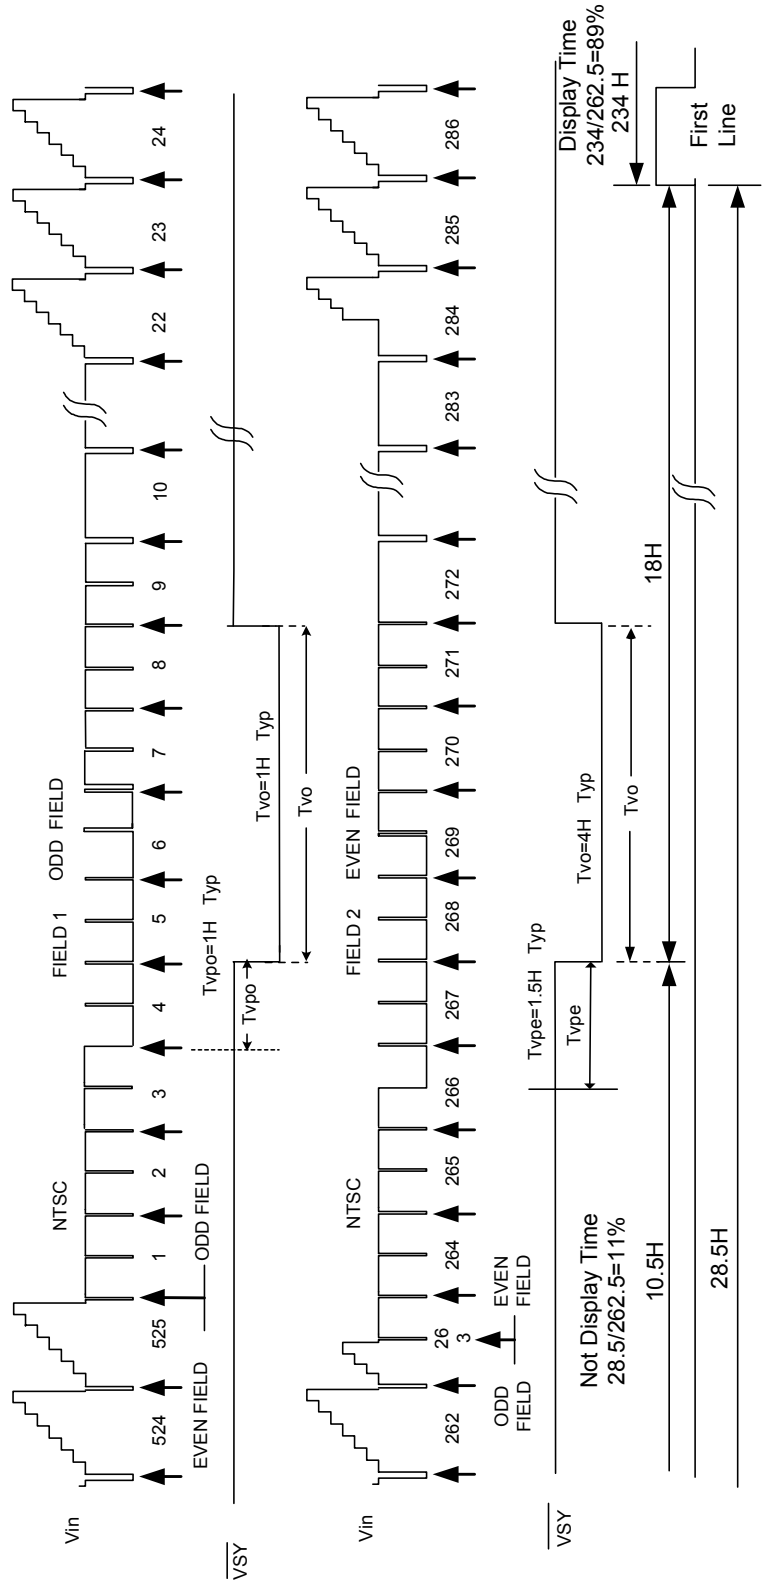 Vin
524
525
1
2
3
4
5
6
7
8
9
10
22
23
24
NTSC
FIELD 1
ODD FIELD
EVEN FIELD
ODD FIELD
VSY
Tvpo=1H Typ
Tvpo
Tvo=1H Typ
Tvo
Vin
262
26
3
264
265
266
267
268
269
270
271
272
283
284
285
286
NTSC
FIELD 2
EVEN FIELD
ODD
FIELD
EVEN
FIELD
VSY
Tvpe=1.5H Typ
Tvpe
Tvo=4H Typ
Tvo
Not Display Time
28.5/262.5=11%
Display Time
234/262.5=89%
234 H
10.5H
18H
First
Line
28.5H